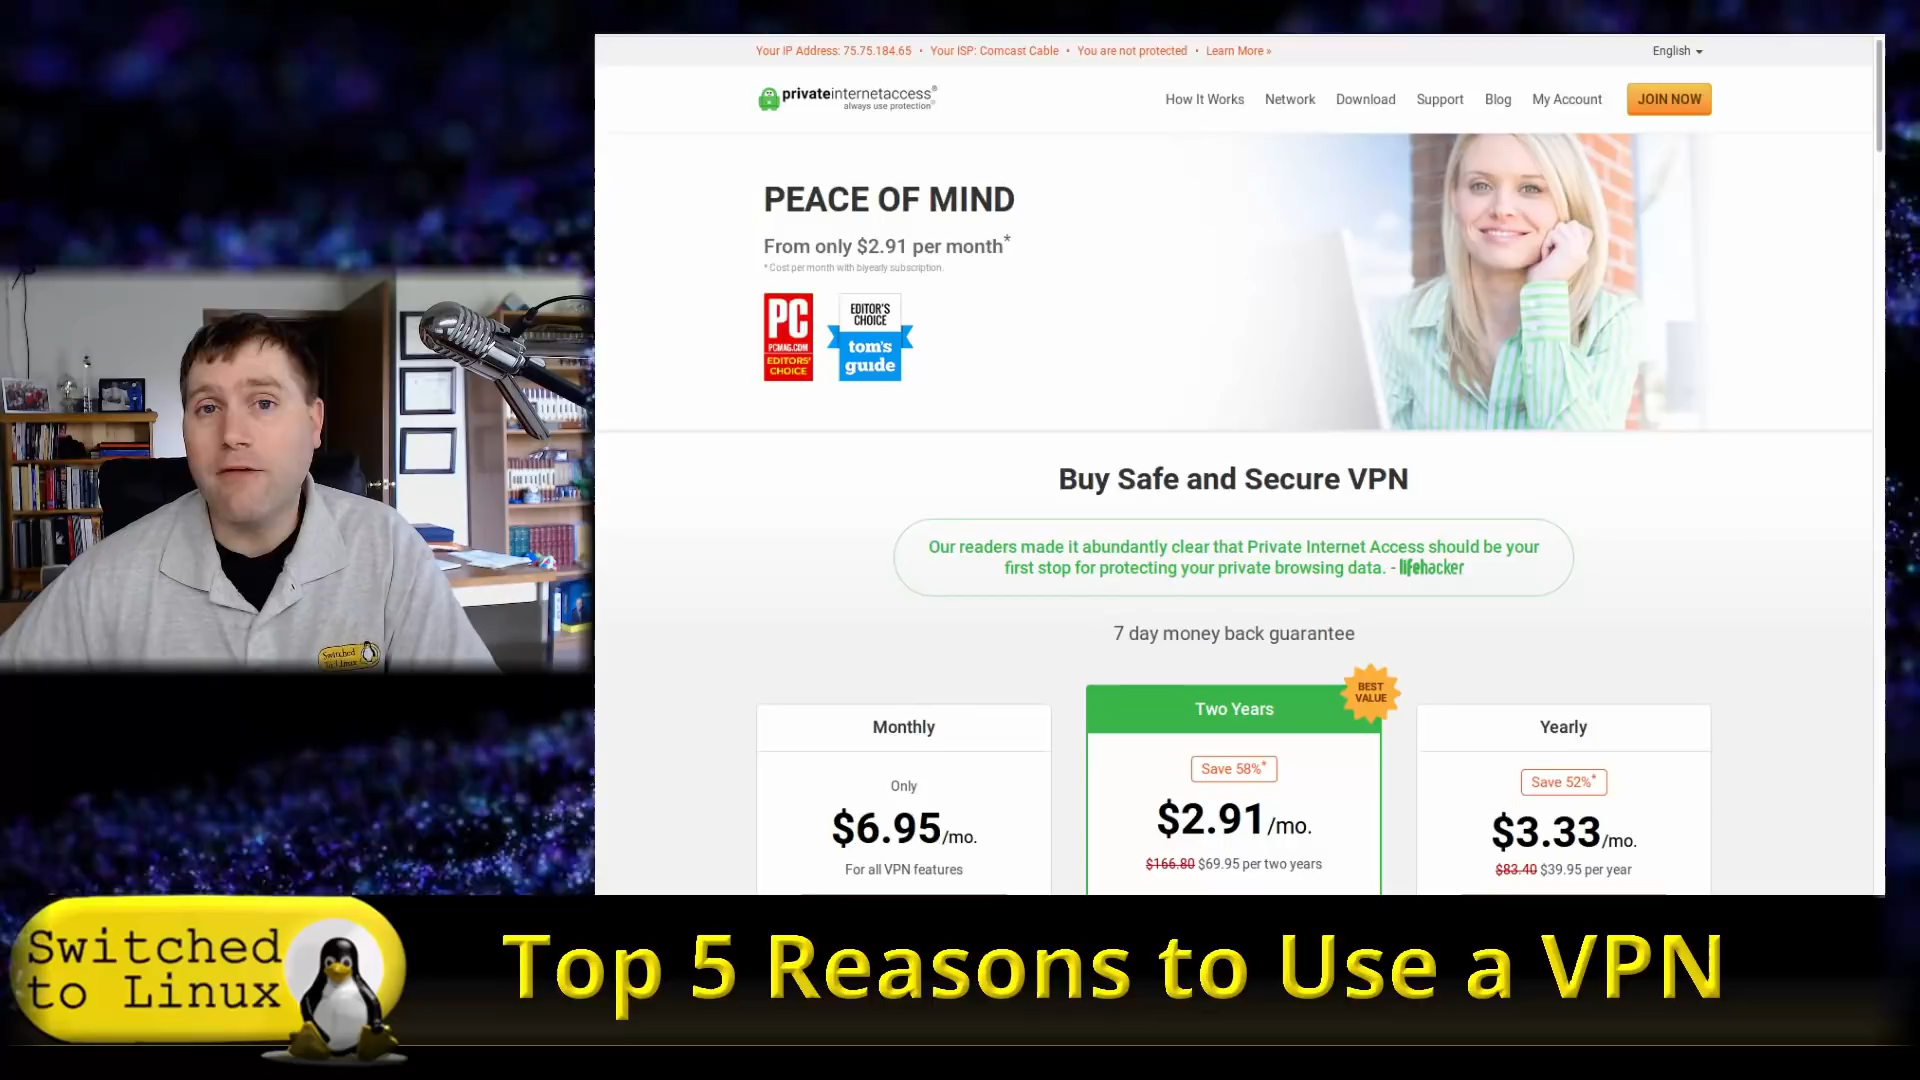 Your IP Address: 75.75.184.65 • Your ISP: Comcast Cable • You are not protected • Learn More »
English
privateinternetaccess®
always use protection®
How It Works
Network
Download
Support
Blog
My Account
JOIN NOW
PEACE OF MIND
From only $2.91 per month*
* Cost per month with biyearly subscription.
PC
PCMAG.COM
EDITORS'
CHOICE
EDITOR'S
CHOICE
tom's
guide
Buy Safe and Secure VPN
Our readers made it abundantly clear that Private Internet Access should be your
first stop for protecting your private browsing data. - lifehacker
7 day money back guarantee
Monthly
Only
$6.95/mo.
For all VPN features
BEST
VALUE
Two Years
Save 58%*
$2.91/mo.
$166.80 $69.95 per two years
Yearly
Save 52%*
$3.33/mo.
$83.40 $39.95 per year
Switched
To Linux
Switched
to Linux
Top 5 Reasons to Use a VPN